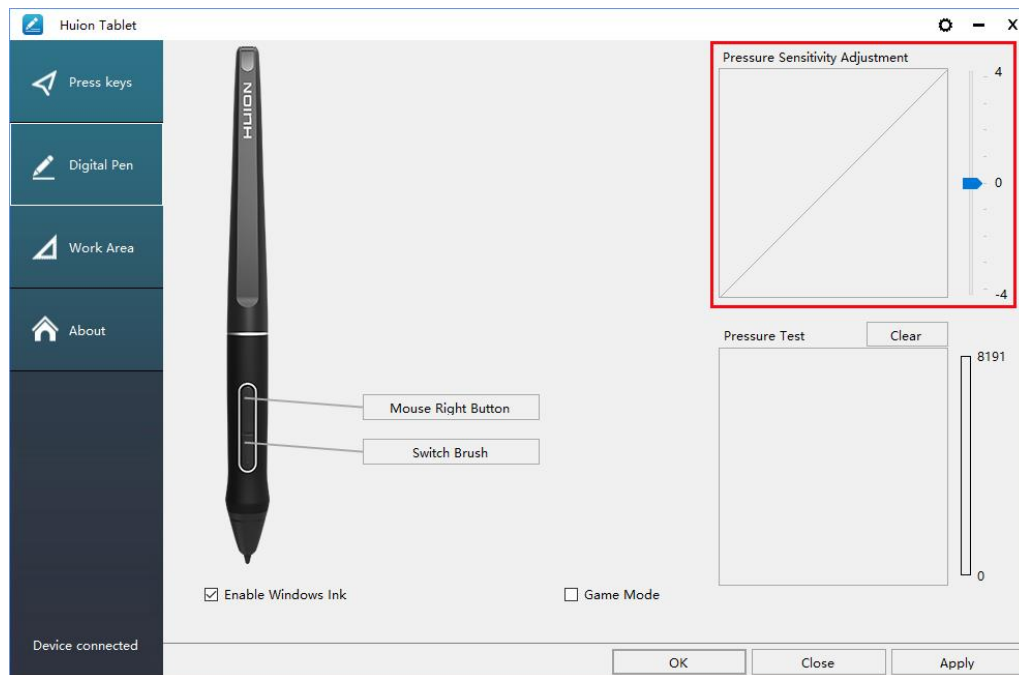 Huion Tablet
Press keys
Digital Pen
Work Area
About
Device connected
HUION
Mouse Right Button
Switch Brush
Enable Windows Ink
Game Mode
Pressure Sensitivity Adjustment
4
0
-4
Pressure Test
Clear
8191
0
OK
Close
Apply